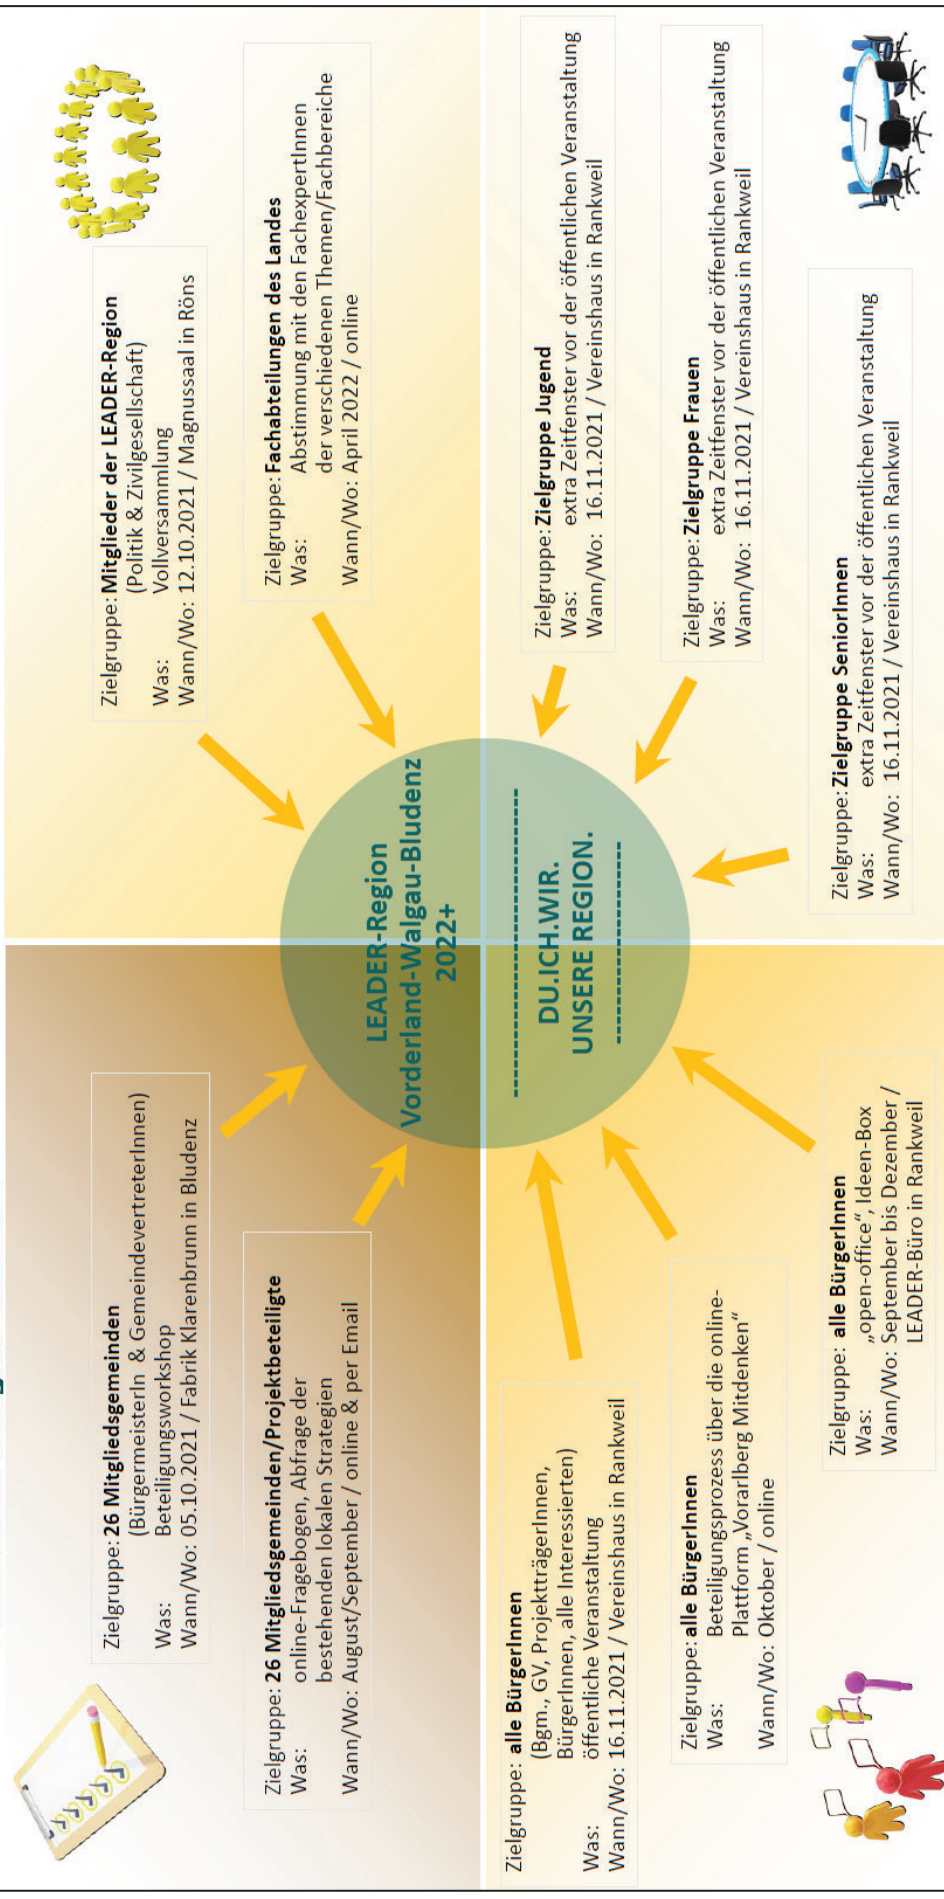 Zielgruppe: 26 Mitgliedsgemeinden
(BürgermeisterIn & GemeindevertreterInnen)
Was: Beteiligungsworkshop
Wann/Wo: 05.10.2021 / Fabrik Klarenbrunn in Bludenz
Zielgruppe: 26 Mitgliedsgemeinden/Projektbeteiligte
Was: online-Fragebogen, Abfrage der
bestehenden lokalen Strategien
Wann/Wo: August/September / online & per Email
Zielgruppe: Mitglieder der LEADER-Region
(Politik & Zivilgesellschaft)
Was: Vollversammlung
Wann/Wo: 12.10.2021 / Magnussaal in Röns
Zielgruppe: Fachabteilungen des Landes
Was: Abstimmung mit den FachexpertInnen
der verschiedenen Themen/Fachbereiche
Wann/Wo: April 2022 / online
LEADER-Region
Vorderland-Walgau-Bludenz
2022+
DU.ICH.WIR.
UNSERE REGION.
Zielgruppe: alle BürgerInnen
(Bgm., GV, ProjektträgerInnen,
BürgerInnen, alle Interessierten)
Was: öffentliche Veranstaltung
Wann/Wo: 16.11.2021 / Vereinshaus in Rankweil
Zielgruppe: alle BürgerInnen
Was: Beteiligungsprozess über die online-
Plattform „Vorarlberg Mitdenken“
Wann/Wo: Oktober / online
Zielgruppe: alle BürgerInnen
Was: „open-office“, Ideen-Box
Wann/Wo: September bis Dezember /
LEADER-Büro in Rankweil
Zielgruppe: Zielgruppe Jugend
Was: extra Zeitfenster vor der öffentlichen Veranstaltung
Wann/Wo: 16.11.2021 / Vereinshaus in Rankweil
Zielgruppe: Zielgruppe Frauen
Was: extra Zeitfenster vor der öffentlichen Veranstaltung
Wann/Wo: 16.11.2021 / Vereinshaus in Rankweil
Zielgruppe: Zielgruppe SeniorInnen
Was: extra Zeitfenster vor der öffentlichen Veranstaltung
Wann/Wo: 16.11.2021 / Vereinshaus in Rankweil